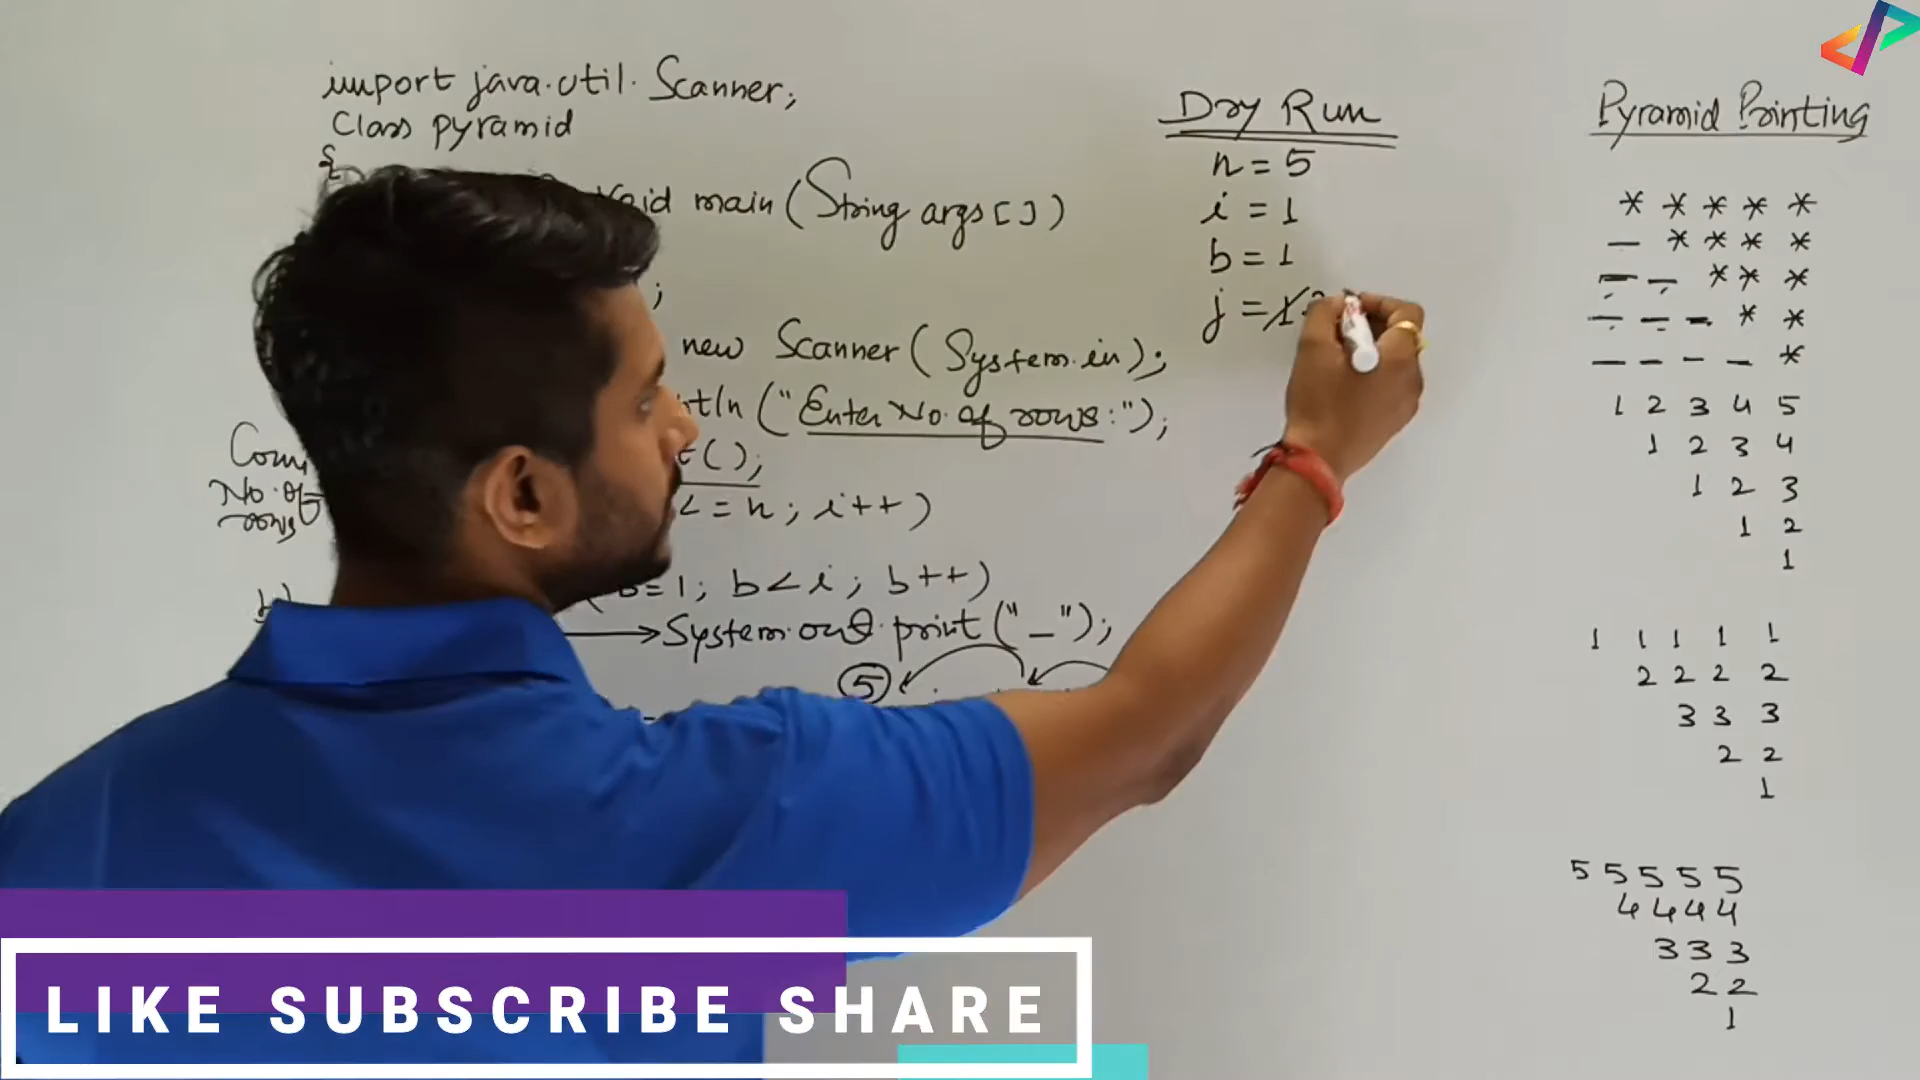 import java.util.Scanner;
Class pyramid
{
void main (String args[])
;
new Scanner (System.in);
tln ("Enter No. of rows:");
t();
No. of
rows
< = n; i++)
b=1; b<i; b++)
System.out.print("_");
5
Dry Run
n = 5
i = 1
b = 1
j = 1
Pyramid Printing
* * * * *
_ * * * *
_ _ * * *
_ _ _ * *
_ _ _ _ *
1 2 3 4 5
1 2 3 4
1 2 3
1 2
1
1 1 1 1 1
2 2 2 2
3 3 3
2 2
1
5 5 5 5 5
4 4 4 4
3 3 3
2 2
1
LIKE SUBSCRIBE SHARE